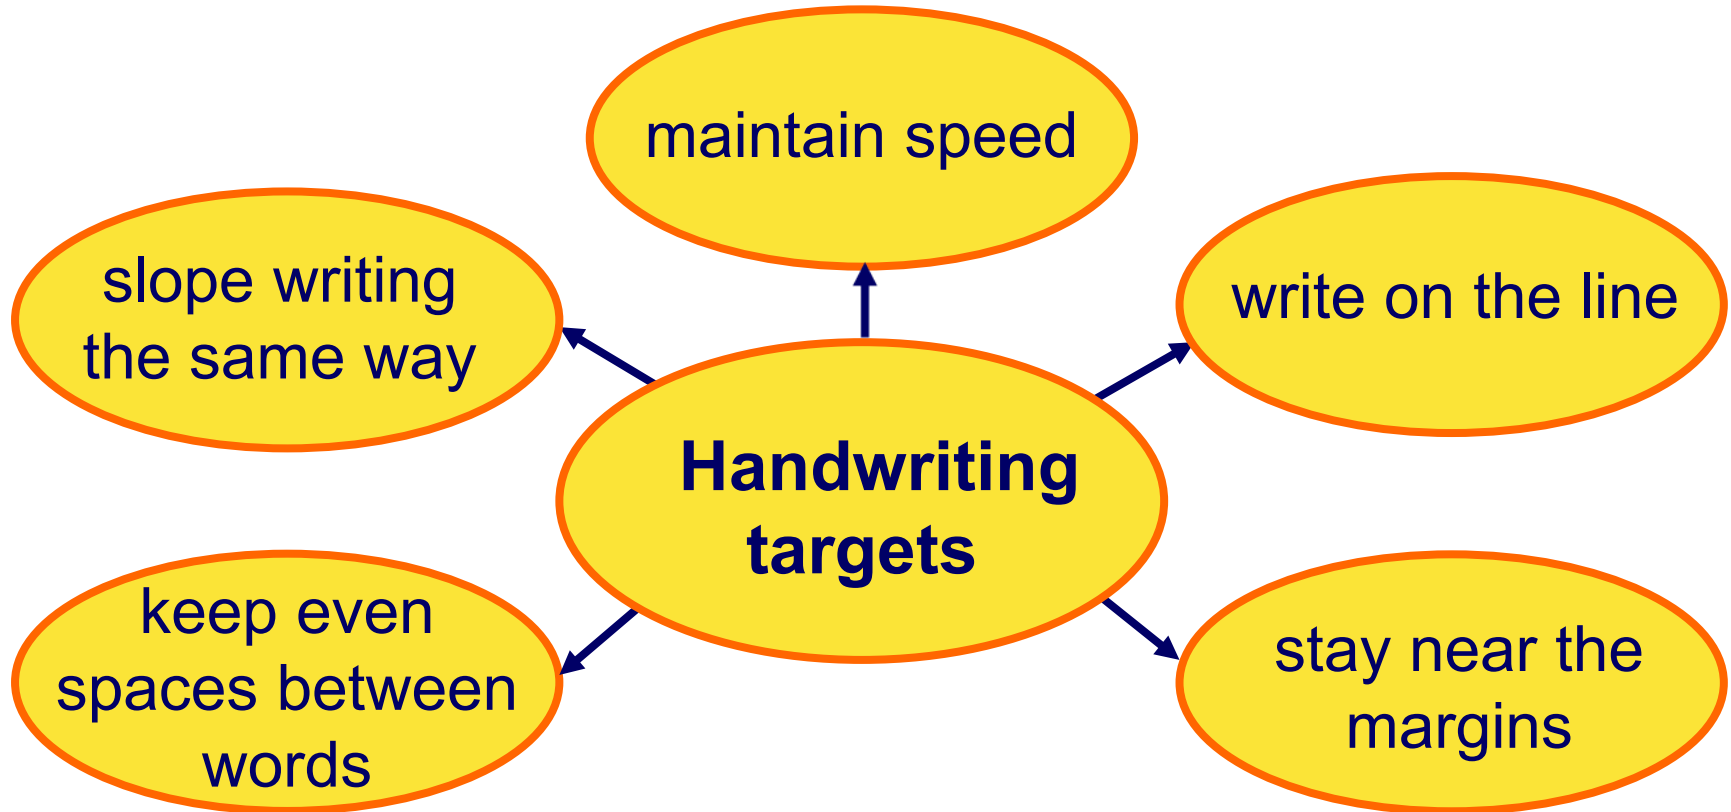 maintain speed
slope writing
the same way
write on the line
Handwriting
targets
keep even
spaces between
words
stay near the
margins